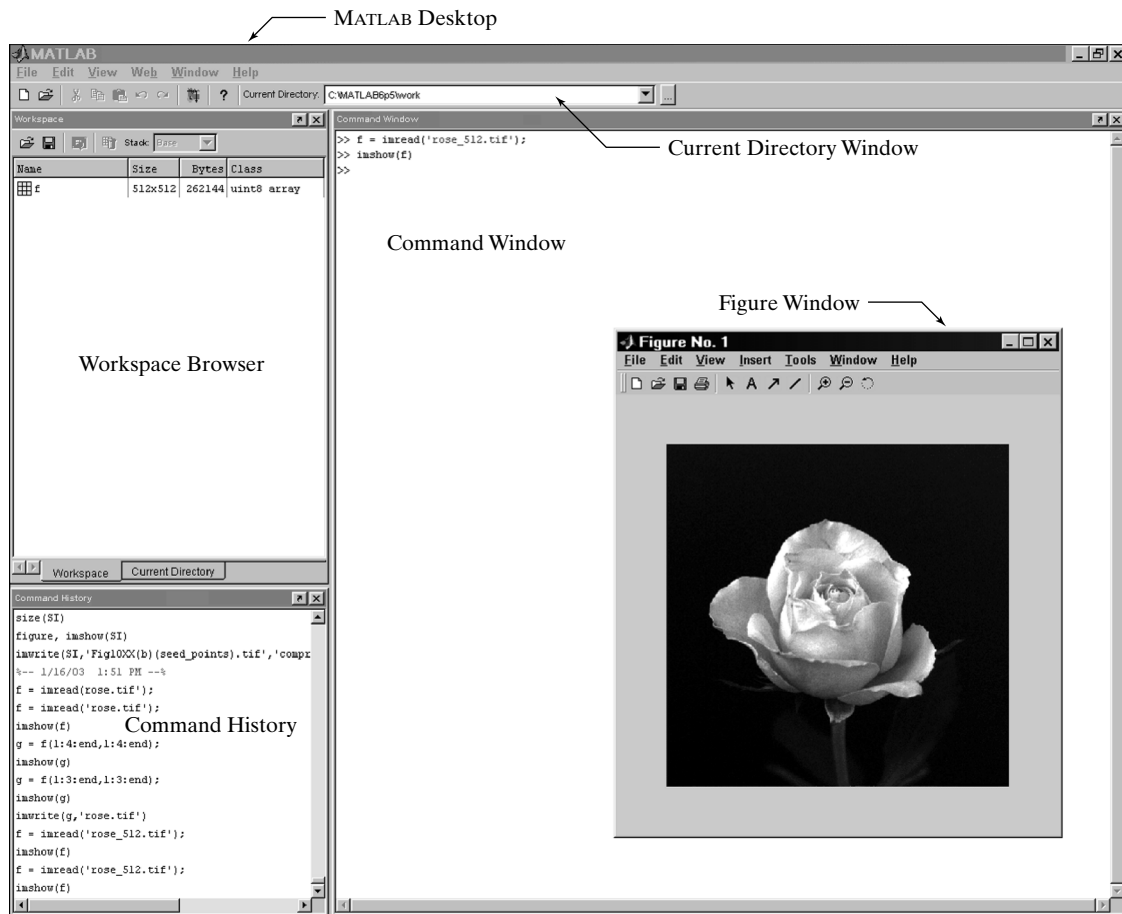 MATLAB Desktop
MATLAB
File Edit View Web Window Help
? Current Directory: C:\MATLAB6p5\work ...
Workspace
Stack: Base
Name Size Bytes Class
f 512x512 262144 uint8 array
Workspace Browser
Workspace Current Directory
Command History
size(SI)
figure, imshow(SI)
imwrite(SI,'Fig10XX(b)(seed_points).tif','compr
%-- 1/16/03 1:51 PM --%
f = imread(rose.tif');
f = imread('rose.tif');
imshow(f)
Command History
g = f(1:4:end,1:4:end);
imshow(g)
g = f(1:3:end,1:3:end);
imshow(g)
imwrite(g,'rose.tif')
f = imread('rose_512.tif');
imshow(f)
f = imread('rose_512.tif');
imshow(f)
Command Window
>> f = imread('rose_512.tif');
>> imshow(f)
>>
Current Directory Window
Command Window
Figure Window
Figure No. 1
File Edit View Insert Tools Window Help
A